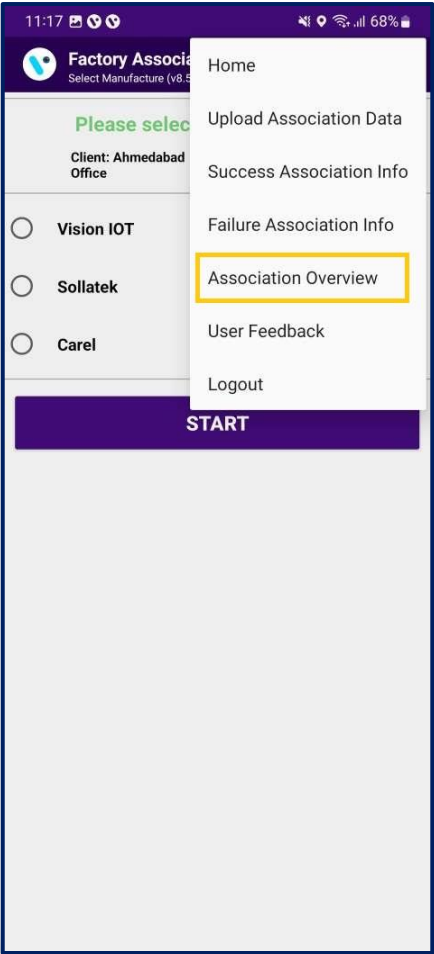 11:17 68%
Factory Associa
Select Manufacture (v8.5
Please selec
Client: Ahmedabad
Office
Vision IOT
Sollatek
Carel
START
Home
Upload Association Data
Success Association Info
Failure Association Info
Association Overview
User Feedback
Logout